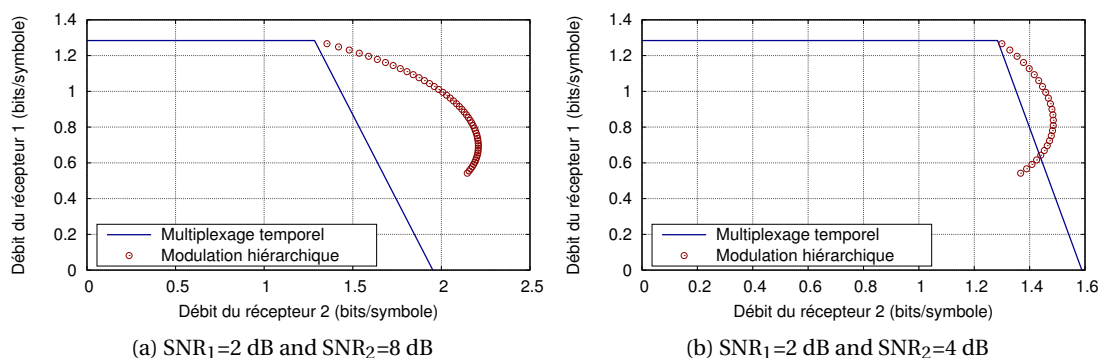 1.4
1.2
1
0.8
0.6
0.4
0.2
0
Débit du récepteur 1 (bits/symbole)
Multiplexage temporel
Modulation hiérarchique
0 0.5 1 1.5 2 2.5
Débit du récepteur 2 (bits/symbole)
(a) SNR1=2 dB and SNR2=8 dB
1.4
1.2
1
0.8
0.6
0.4
0.2
0
Débit du récepteur 1 (bits/symbole)
Multiplexage temporel
Modulation hiérarchique
0 0.2 0.4 0.6 0.8 1 1.2 1.4 1.6
Débit du récepteur 2 (bits/symbole)
(b) SNR1=2 dB and SNR2=4 dB